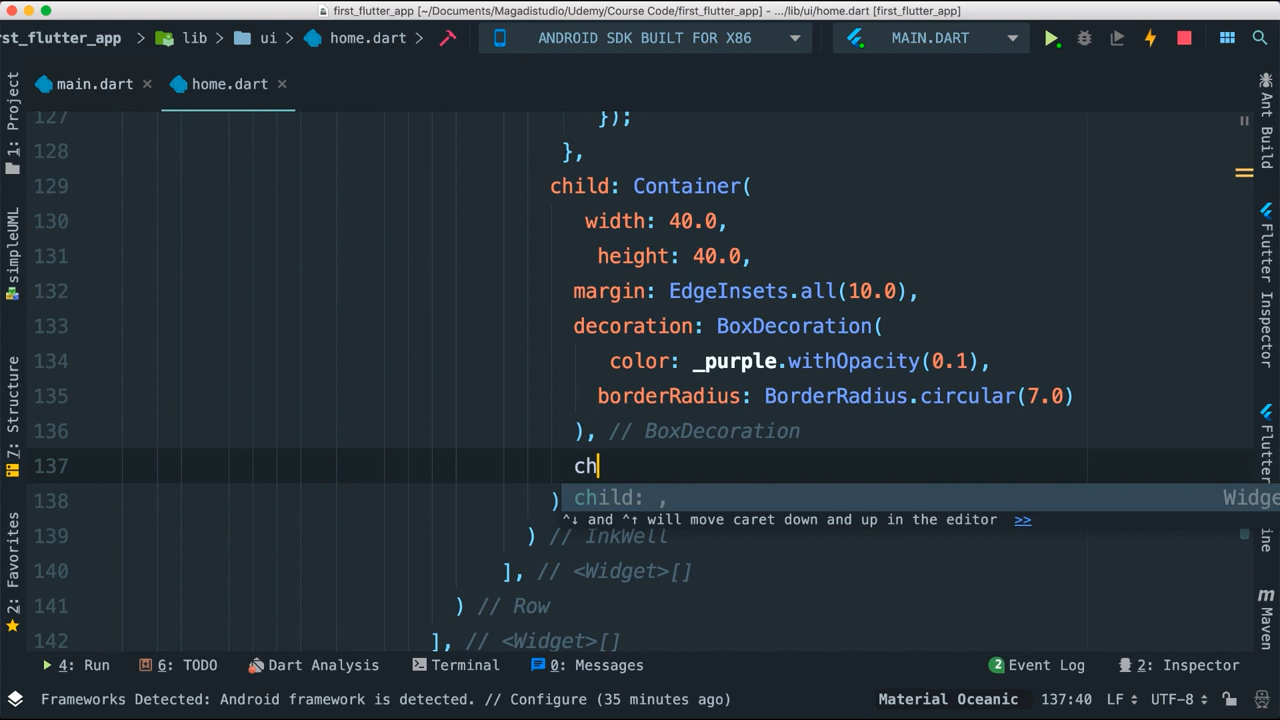 first_flutter_app [~/Documents/Magadistudio/Udemy/Course Code/first_flutter_app] - .../lib/ui/home.dart [first_flutter_app]
rst_flutter_app lib ui home.dart ANDROID SDK BUILT FOR X86 MAIN.DART
main.dart home.dart
127 });
128 },
129 child: Container(
130 width: 40.0,
131 height: 40.0,
132 margin: EdgeInsets.all(10.0),
133 decoration: BoxDecoration(
134 color: _purple.withOpacity(0.1),
135 borderRadius: BorderRadius.circular(7.0)
136 ), // BoxDecoration
137 ch
138 )
child: , Widge
^↓ and ^↑ will move caret down and up in the editor >>
139 ) // InkWell
140 ], // <Widget>[]
141 ) // Row
142 ], // <Widget>[]
1: Project
simpleUML
7: Structure
2: Favorites
Ant Build
Flutter Inspector
Flutter
ine
m Maven
4: Run 6: TODO Dart Analysis Terminal 0: Messages 2 Event Log 2: Inspector
Frameworks Detected: Android framework is detected. // Configure (35 minutes ago) Material Oceanic 137:40 LF UTF-8